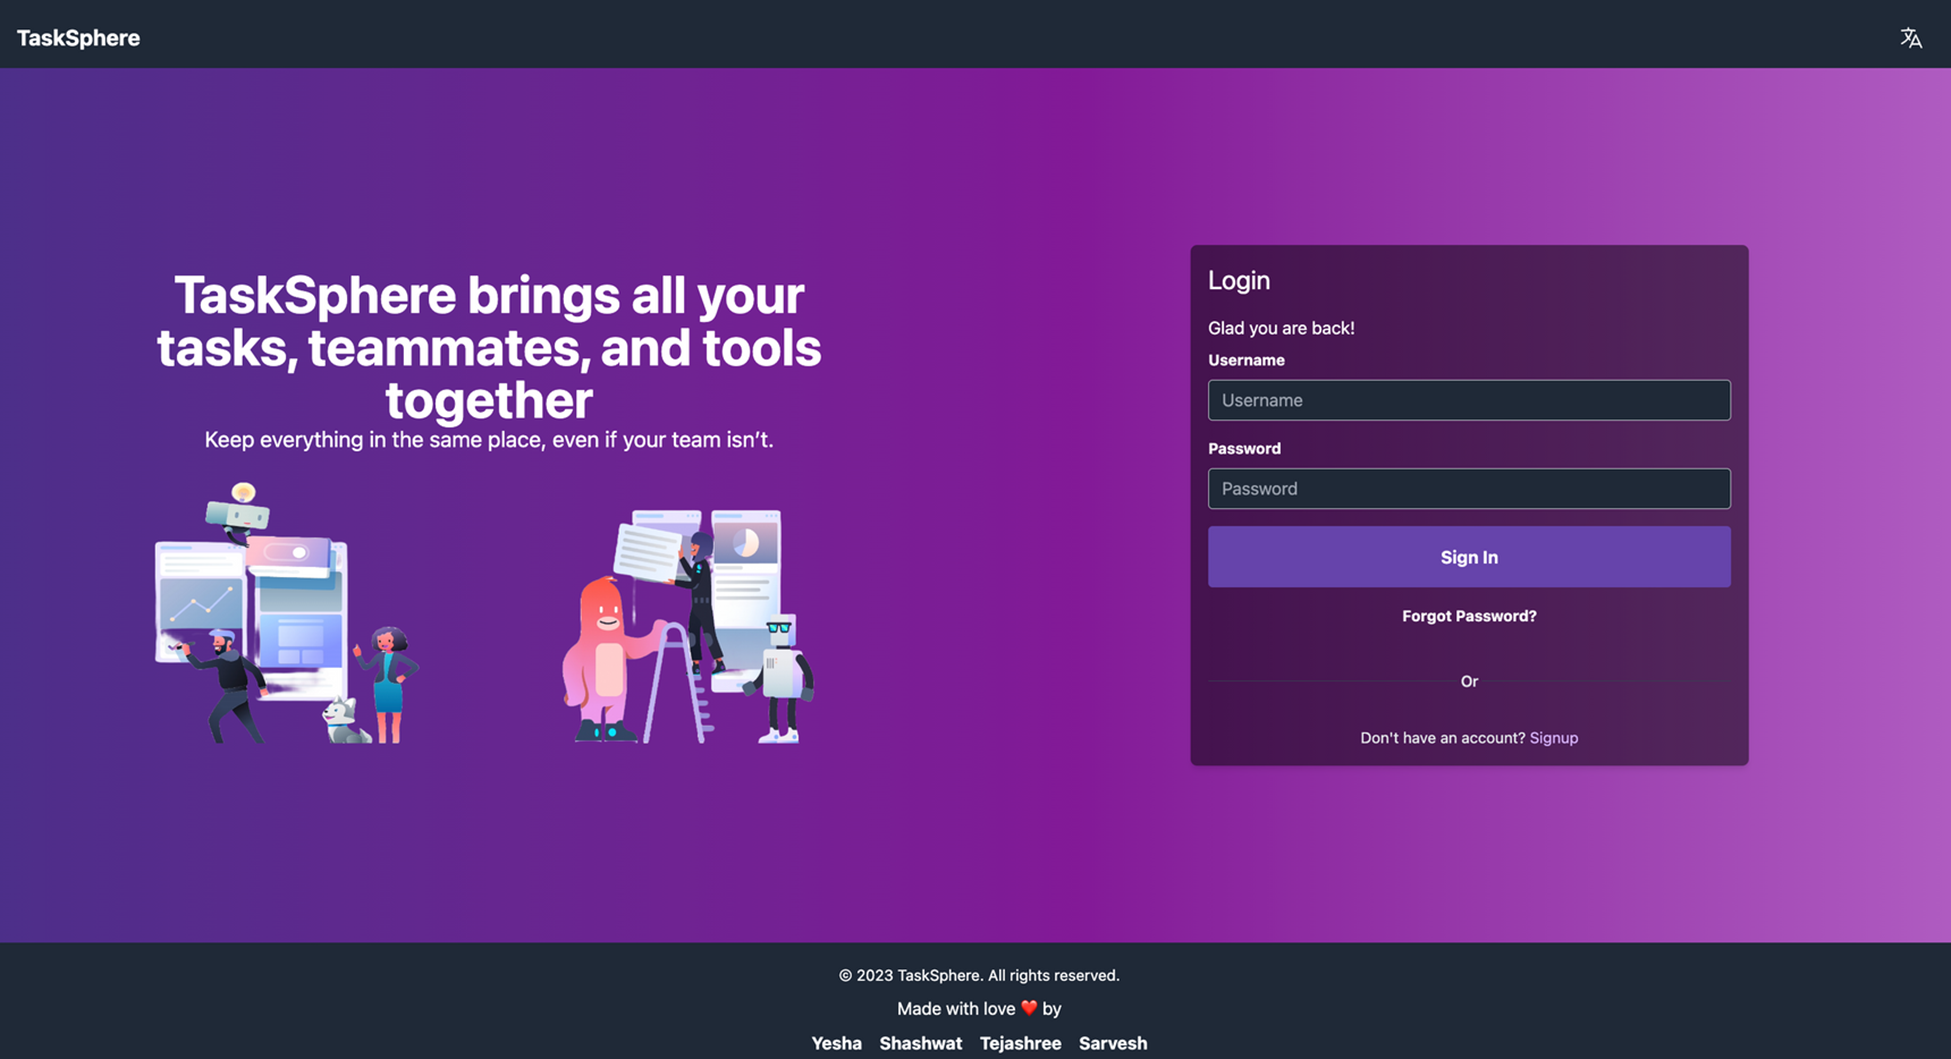 TaskSphere
TaskSphere brings all your
tasks, teammates, and tools
together
Keep everything in the same place, even if your team isn’t.
Login
Glad you are back!
Username
Username
Password
Password
Sign In
Forgot Password?
Or
Don't have an account? Signup
© 2023 TaskSphere. All rights reserved.
Made with love ❤️ by
Yesha Shashwat Tejashree Sarvesh